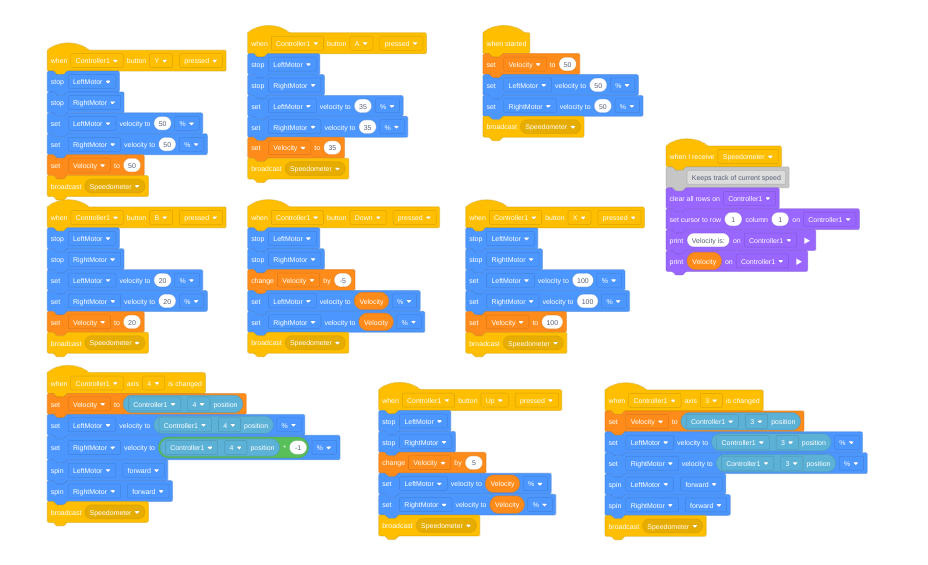 when Controller1 button Y pressed
stop LeftMotor
stop RightMotor
set LeftMotor velocity to 50 %
set RightMotor velocity to 50 %
set Velocity to 50
broadcast Speedometer
when Controller1 button A pressed
stop LeftMotor
stop RightMotor
set LeftMotor velocity to 35 %
set RightMotor velocity to 35 %
set Velocity to 35
broadcast Speedometer
when started
set Velocity to 50
set LeftMotor velocity to 50 %
set RightMotor velocity to 50 %
broadcast Speedometer
when I receive Speedometer
Keeps track of current speed
clear all rows on Controller1
set cursor to row 1 column 1 on Controller1
print Velocity is: on Controller1
print Velocity on Controller1
when Controller1 button B pressed
stop LeftMotor
stop RightMotor
set LeftMotor velocity to 20 %
set RightMotor velocity to 20 %
set Velocity to 20
broadcast Speedometer
when Controller1 button Down pressed
stop LeftMotor
stop RightMotor
change Velocity by -5
set LeftMotor velocity to Velocity %
set RightMotor velocity to Velocity %
broadcast Speedometer
when Controller1 button X pressed
stop LeftMotor
stop RightMotor
set LeftMotor velocity to 100 %
set RightMotor velocity to 100 %
set Velocity to 100
broadcast Speedometer
when Controller1 axis 4 is changed
set Velocity to Controller1 4 position
set LeftMotor velocity to Controller1 4 position %
set RightMotor velocity to Controller1 4 position * -1 %
spin LeftMotor forward
spin RightMotor forward
broadcast Speedometer
when Controller1 button Up pressed
stop LeftMotor
stop RightMotor
change Velocity by 5
set LeftMotor velocity to Velocity %
set RightMotor velocity to Velocity %
broadcast Speedometer
when Controller1 axis 3 is changed
set Velocity to Controller1 3 position
set LeftMotor velocity to Controller1 3 position %
set RightMotor velocity to Controller1 3 position %
spin LeftMotor forward
spin RightMotor forward
broadcast Speedometer